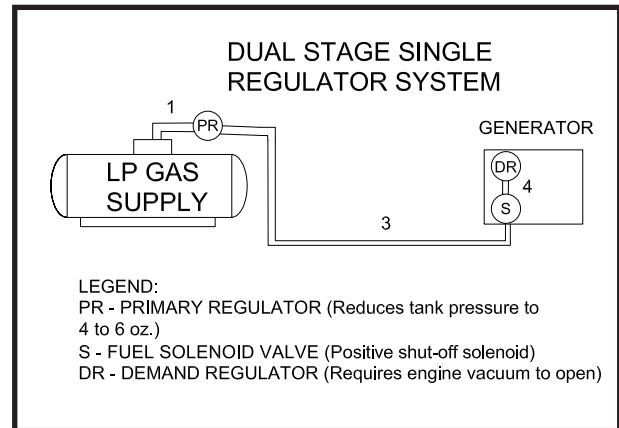 DUAL STAGE SINGLE
REGULATOR SYSTEM
1
PR
GENERATOR
LP GAS
SUPPLY
DR
4
S
3
LEGEND:
PR - PRIMARY REGULATOR (Reduces tank pressure to
4 to 6 oz.)
S - FUEL SOLENOID VALVE (Positive shut-off solenoid)
DR - DEMAND REGULATOR (Requires engine vacuum to open)